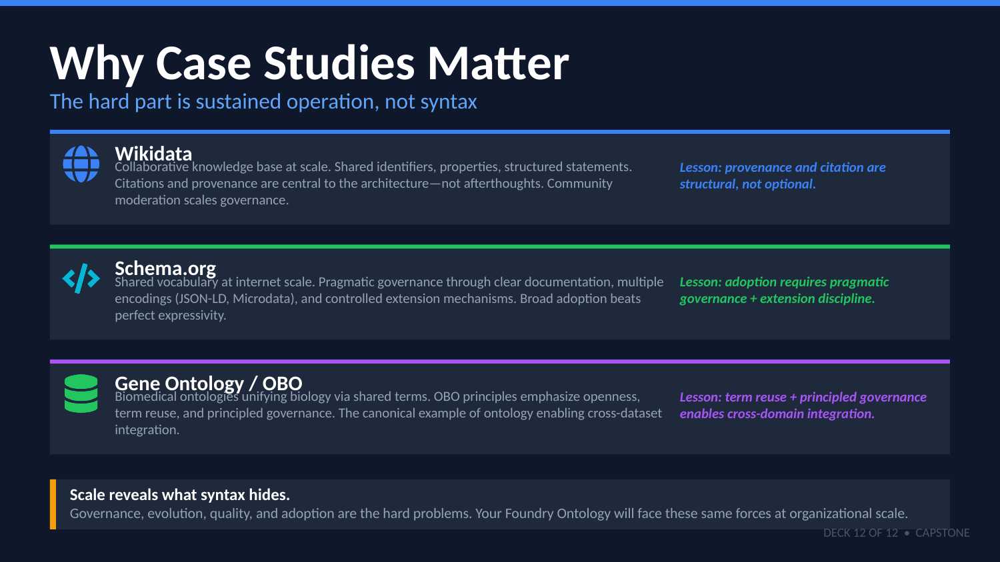 Why Case Studies Matter
The hard part is sustained operation, not syntax
Wikidata
Collaborative knowledge base at scale. Shared identifiers, properties, structured statements.
Citations and provenance are central to the architecture—not afterthoughts. Community
moderation scales governance.
Lesson: provenance and citation are
structural, not optional.
Schema.org
Shared vocabulary at internet scale. Pragmatic governance through clear documentation, multiple
encodings (JSON-LD, Microdata), and controlled extension mechanisms. Broad adoption beats
perfect expressivity.
Lesson: adoption requires pragmatic
governance + extension discipline.
Gene Ontology / OBO
Biomedical ontologies unifying biology via shared terms. OBO principles emphasize openness,
term reuse, and principled governance. The canonical example of ontology enabling cross-dataset
integration.
Lesson: term reuse + principled governance
enables cross-domain integration.
Scale reveals what syntax hides.
Governance, evolution, quality, and adoption are the hard problems. Your Foundry Ontology will face these same forces at organizational scale.
DECK 12 OF 12 • CAPSTONE